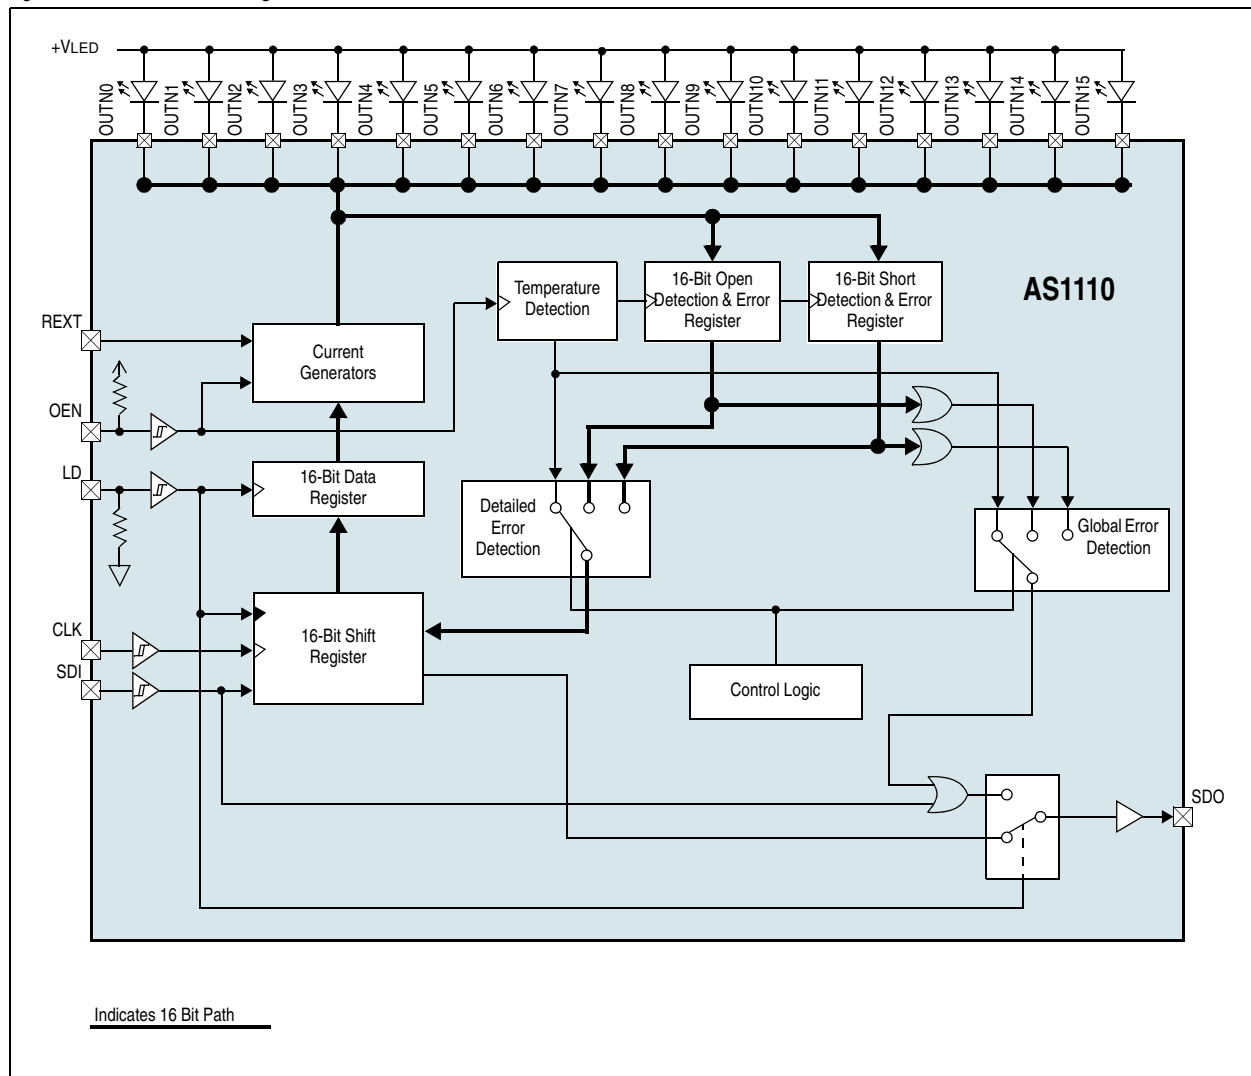 +VLED
OUTN0
OUTN1
OUTN2
OUTN3
OUTN4
OUTN5
OUTN6
OUTN7
OUTN8
OUTN9
OUTN10
OUTN11
OUTN12
OUTN13
OUTN14
OUTN15
AS1110
Temperature
Detection
16-Bit Open
Detection & Error
Register
16-Bit Short
Detection & Error
Register
REXT
Current
Generators
OEN
LD
16-Bit Data
Register
Detailed
Error
Detection
Global Error
Detection
CLK
SDI
16-Bit Shift
Register
Control Logic
SDO
Indicates 16 Bit Path